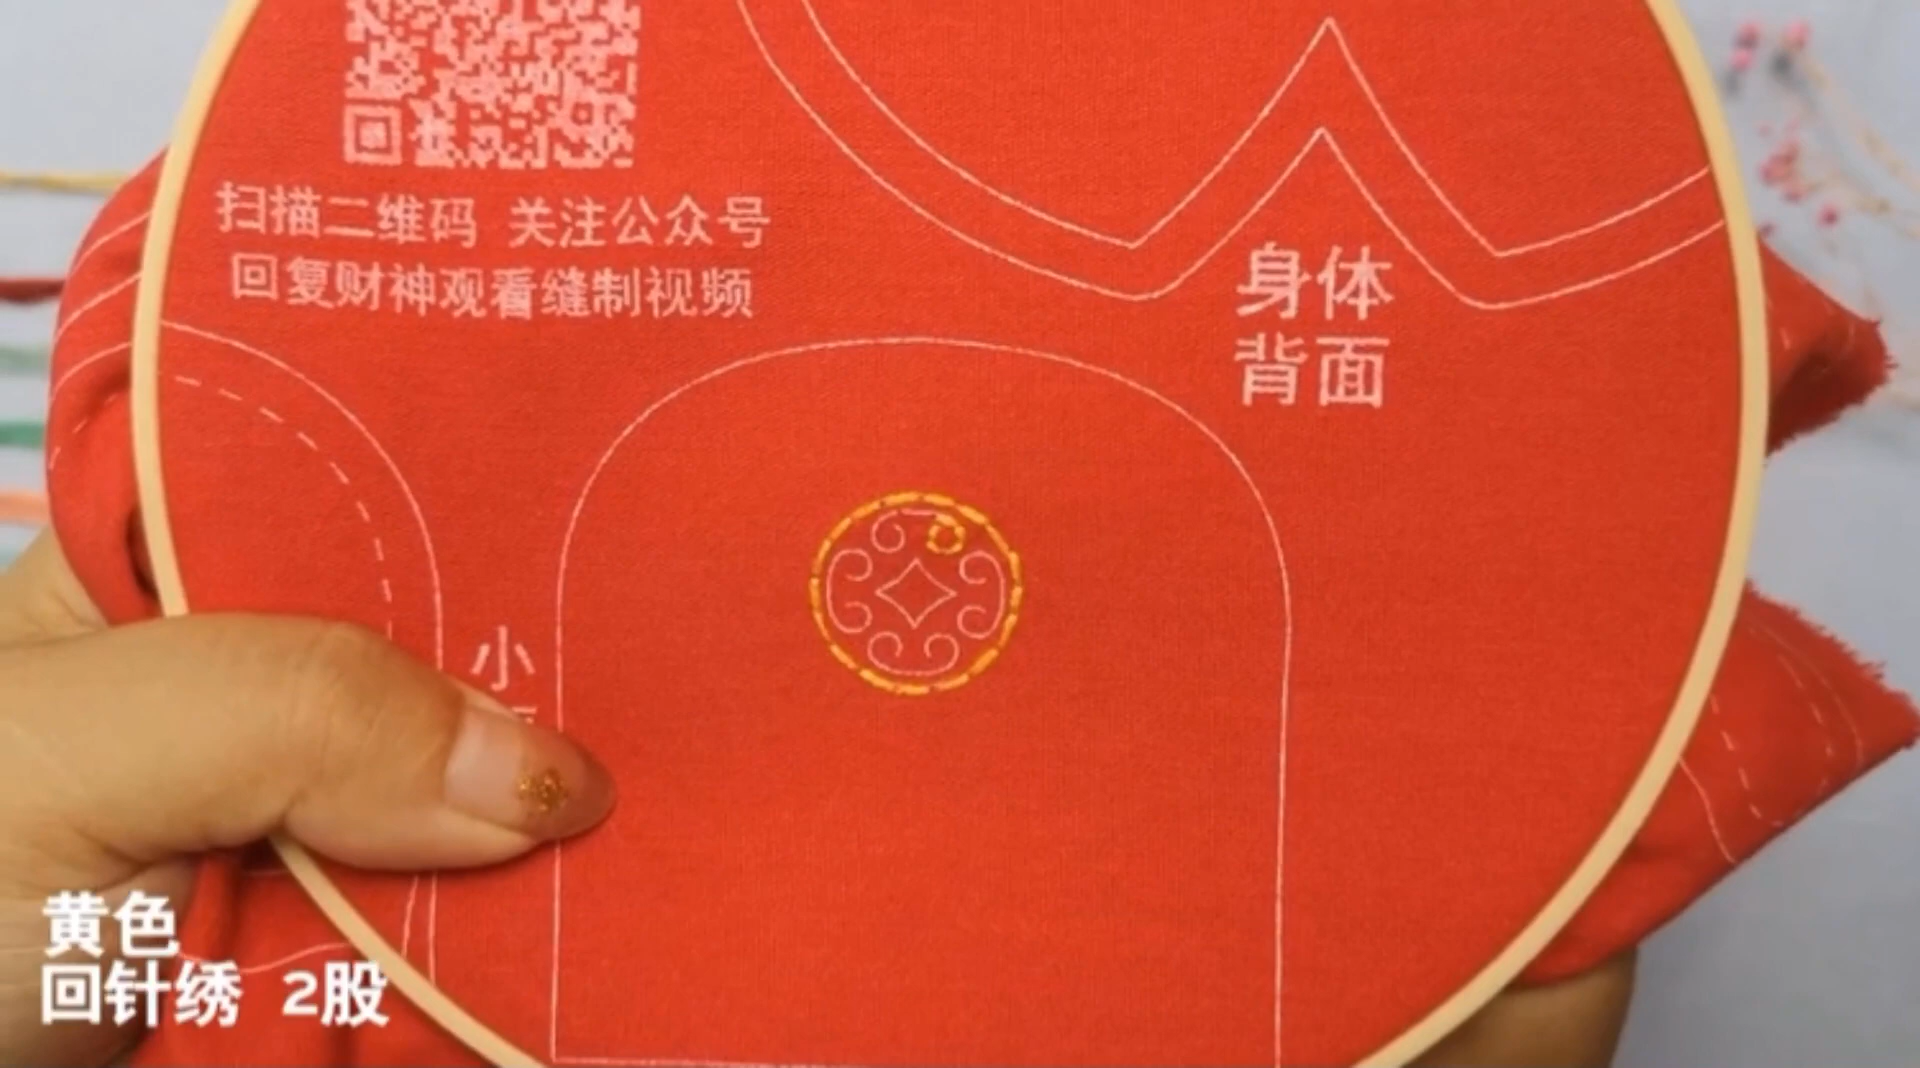 扫描二维码 关注公众号
回复财神观看缝制视频
身体
背面
小
黄色
回针绣 2股